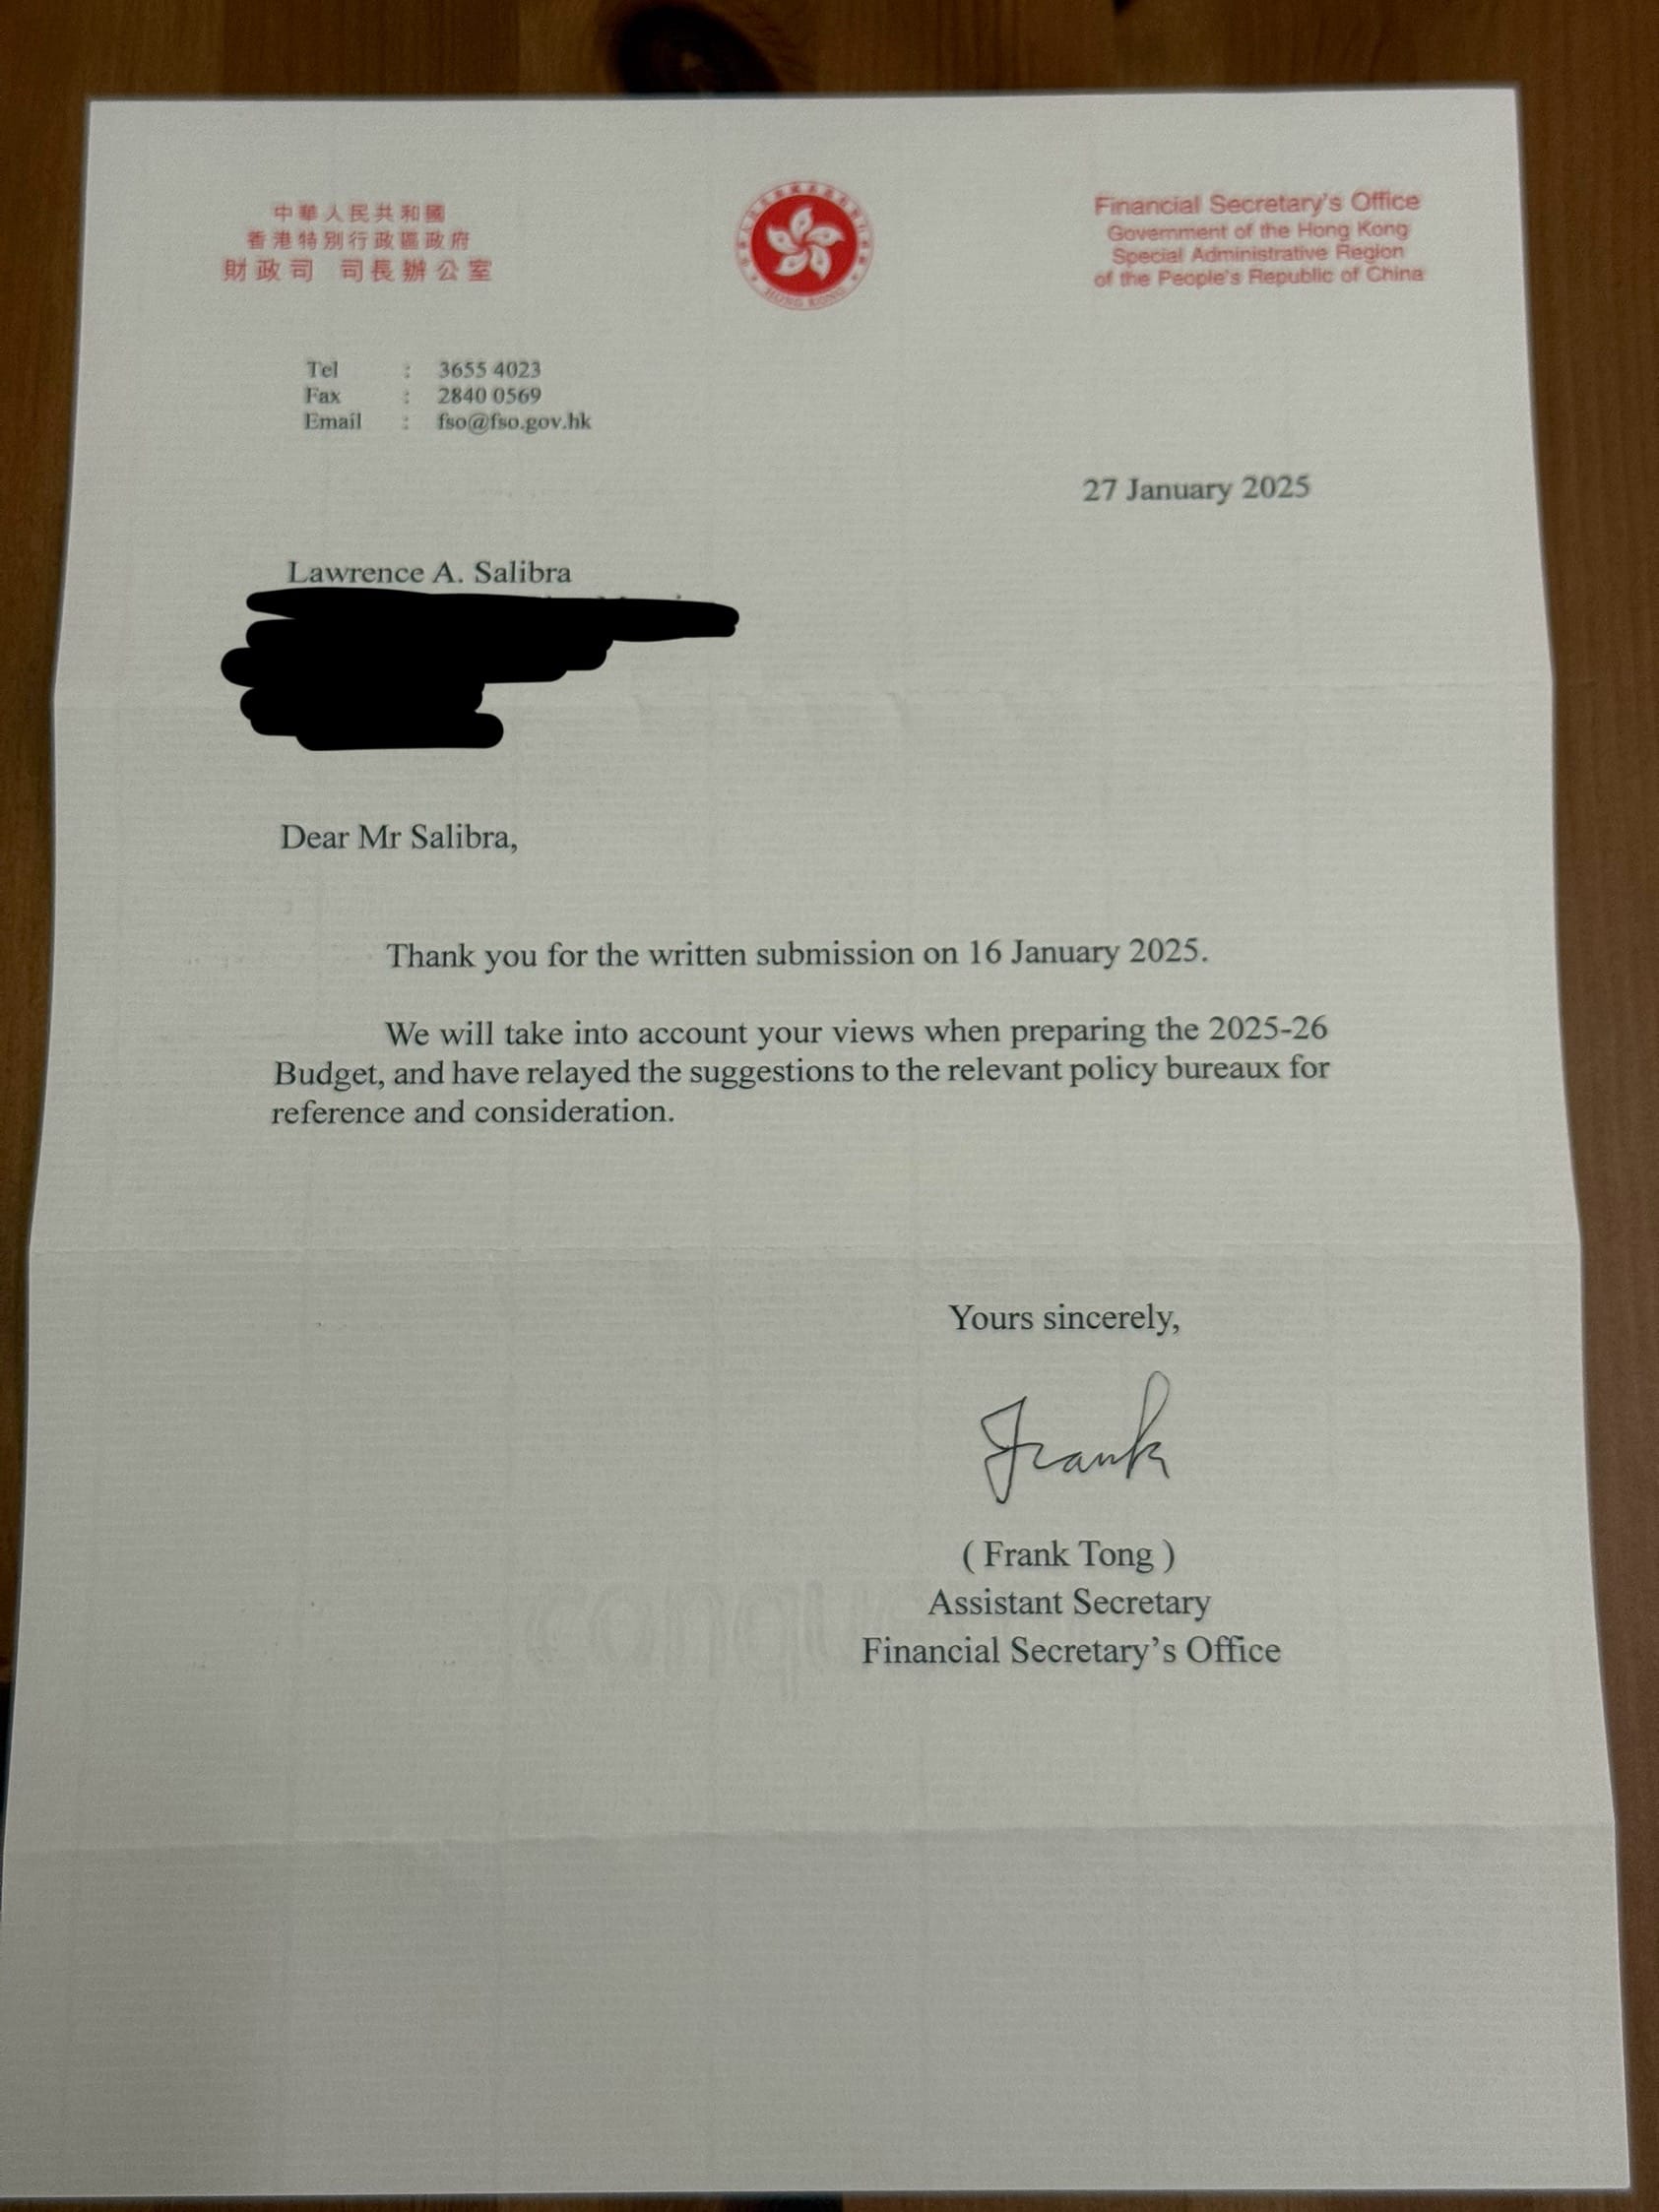 中華人民共和國
香港特別行政區政府
財政司 司長辦公室
HONG KONG
Financial Secretary's Office
Government of the Hong Kong
Special Administrative Region
of the People's Republic of China
Tel : 3655 4023
Fax : 2840 0569
Email : fso@fso.gov.hk
27 January 2025
Lawrence A. Salibra
Dear Mr Salibra,
Thank you for the written submission on 16 January 2025.
We will take into account your views when preparing the 2025-26
Budget, and have relayed the suggestions to the relevant policy bureaux for
reference and consideration.
Yours sincerely,
Frank
( Frank Tong )
Assistant Secretary
Financial Secretary’s Office